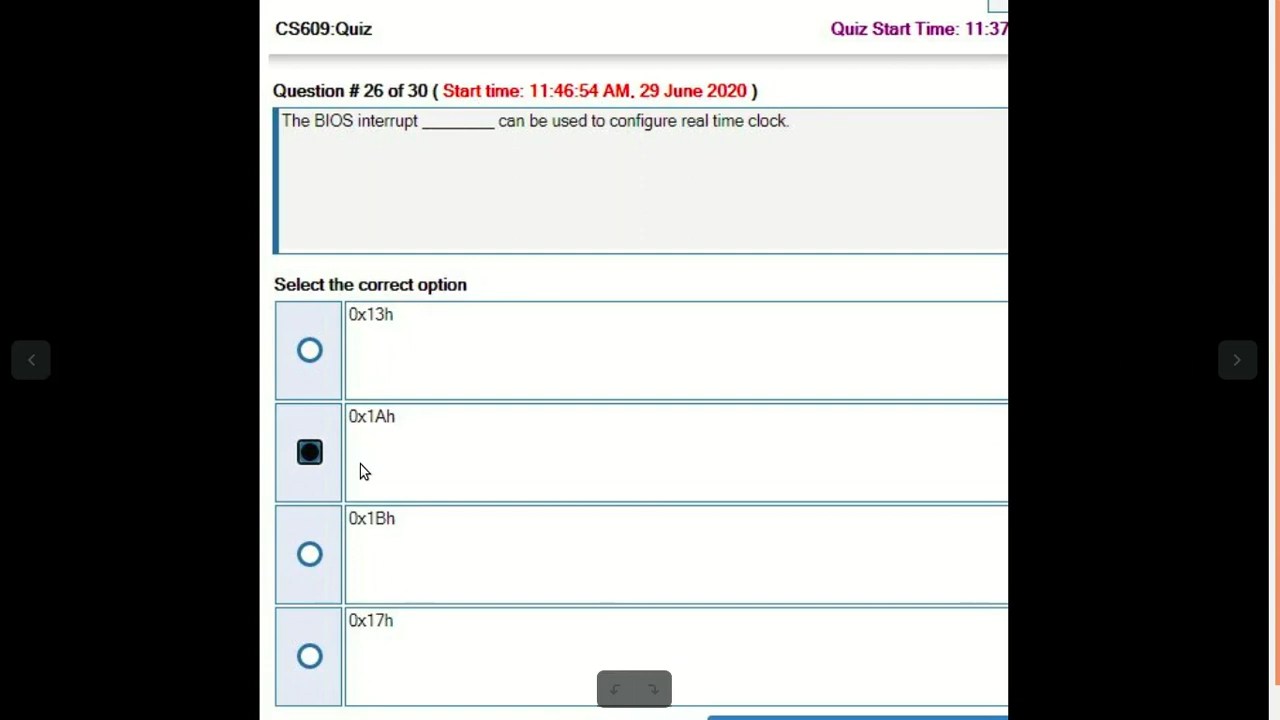 CS609:Quiz
Quiz Start Time: 11:37
Question # 26 of 30 ( Start time: 11:46:54 AM, 29 June 2020 )
The BIOS interrupt ________ can be used to configure real time clock.
Select the correct option
0x13h
0x1Ah
0x1Bh
0x17h